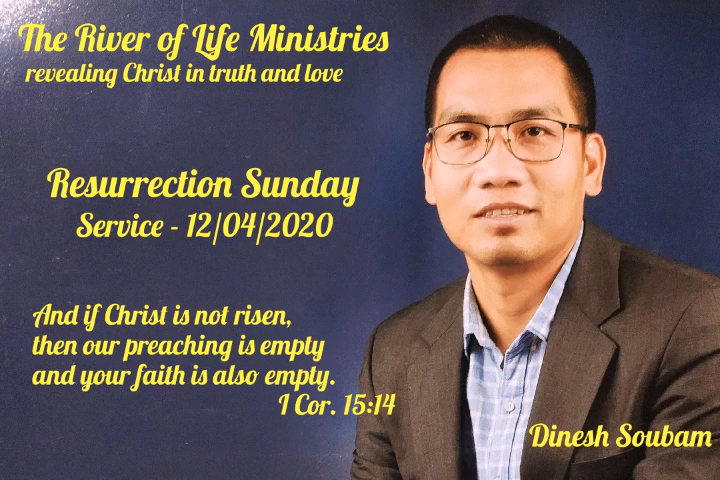 The River of Life Ministries
revealing Christ in truth and love
Resurrection Sunday
Service - 12/04/2020
And if Christ is not risen,
then our preaching is empty
and your faith is also empty.
I Cor. 15:14
Dinesh Soubam